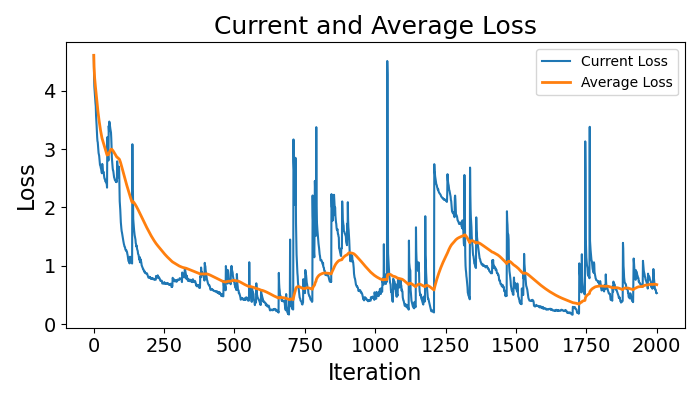 Current and Average Loss
Current Loss
Average Loss
Loss
4
3
2
1
0
0 250 500 750 1000 1250 1500 1750 2000
Iteration